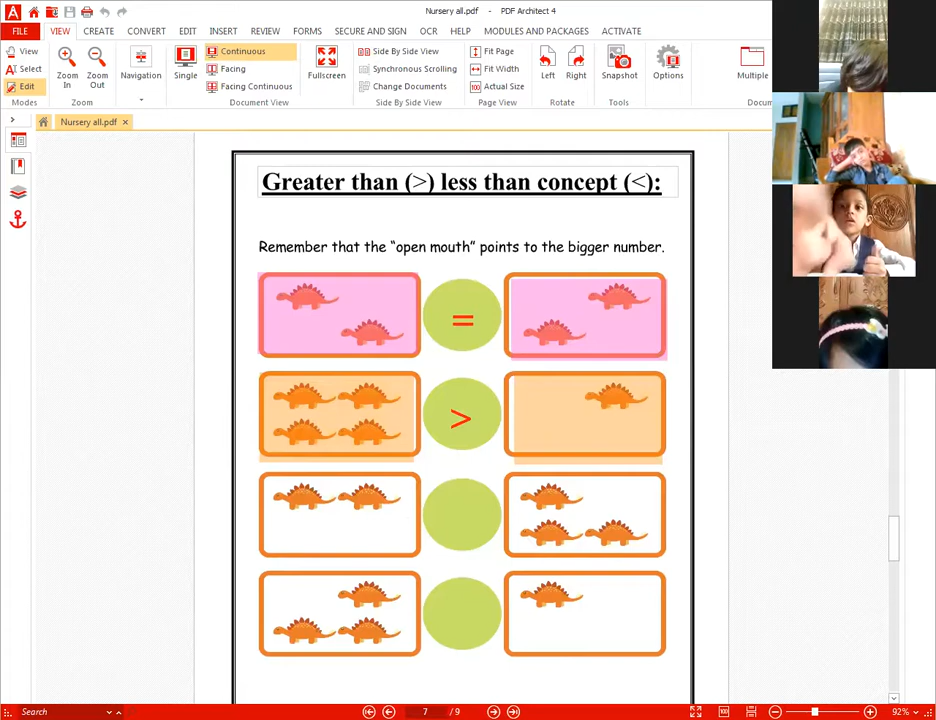 Nursery all.pdf - PDF Architect 4
FILE VIEW CREATE CONVERT EDIT INSERT REVIEW FORMS SECURE AND SIGN OCR HELP MODULES AND PACKAGES ACTIVATE
View
Select
Edit
Modes
Zoom In
Zoom Out
Zoom
Navigation
Single
Continuous
Facing
Facing Continuous
Document View
Fullscreen
Side By Side View
Synchronous Scrolling
Change Documents
Side By Side
Fit Page
Fit Width
Actual Size
Page View
Left
Right
Rotate
Snapshot
Tools
Options
Multiple
Docum
Nursery all.pdf ×
Greater than (>) less than concept (<):
Remember that the “open mouth” points to the bigger number.
=
>
Search
7 / 9
92%